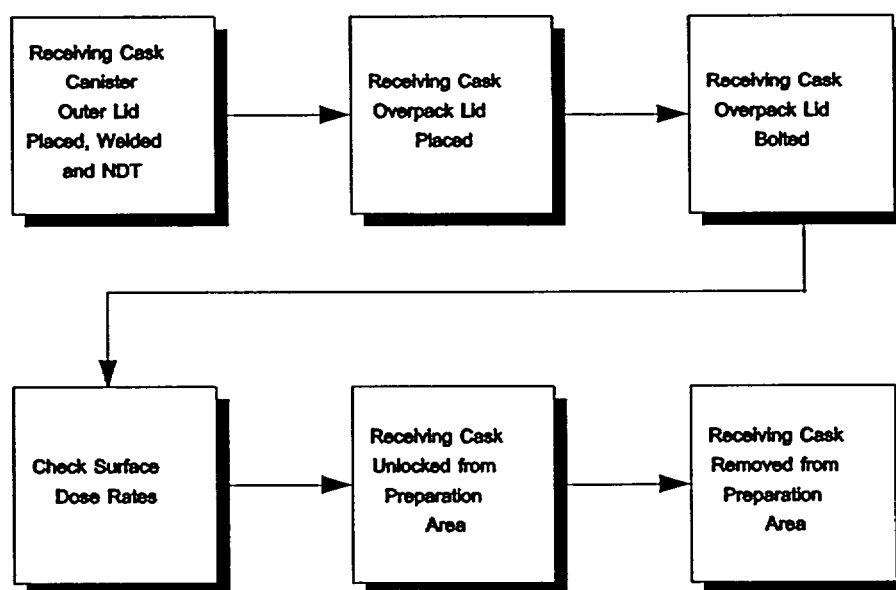 Receiving Cask
Canister
Outer Lid
Placed, Welded
and NDT
Receiving Cask
Overpack Lid
Placed
Receiving Cask
Overpack Lid
Bolted
Check Surface
Dose Rates
Receiving Cask
Unlocked from
Preparation
Area
Receiving Cask
Removed from
Preparation
Area